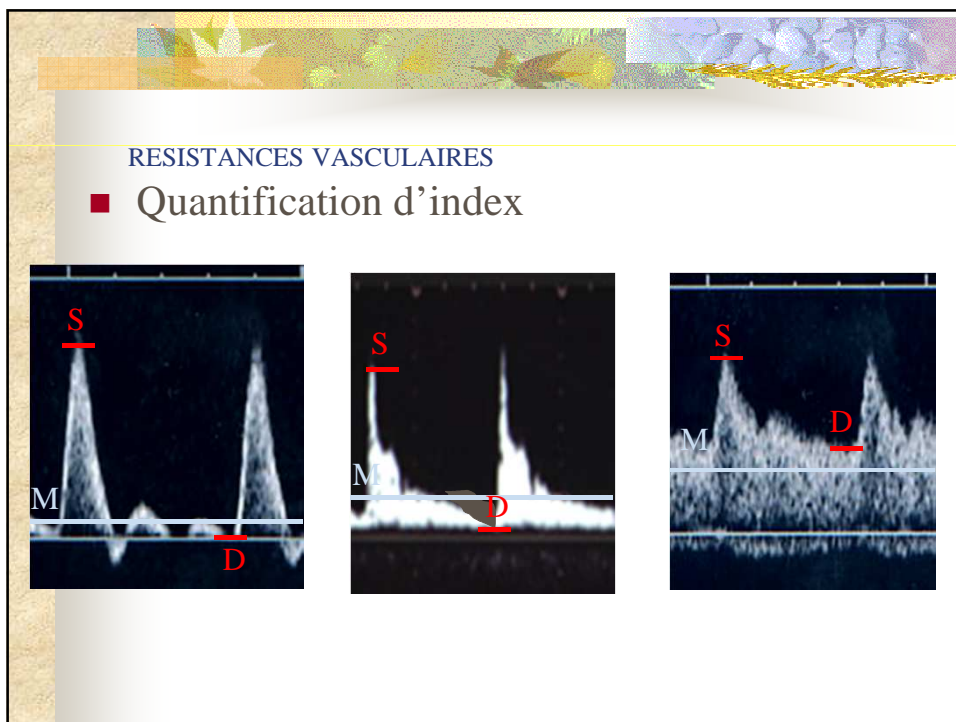 RESISTANCES VASCULAIRES
Quantification d’index
S
M
D
S
M
D
S
M
D